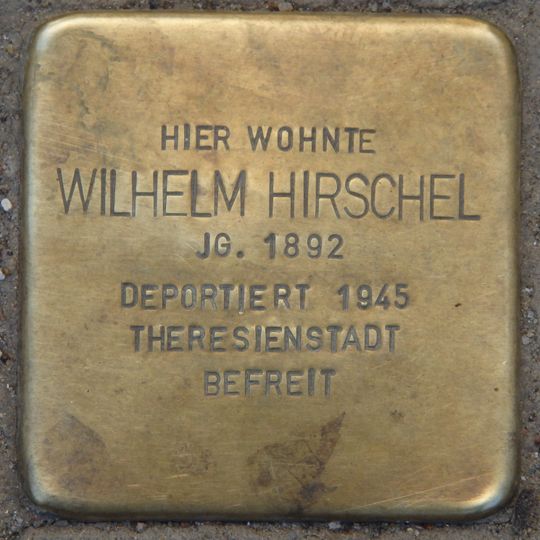 HIER WOHNTE
WILHELM HIRSCHEL
JG. 1892
DEPORTIERT 1945
THERESIENSTADT
BEFREIT